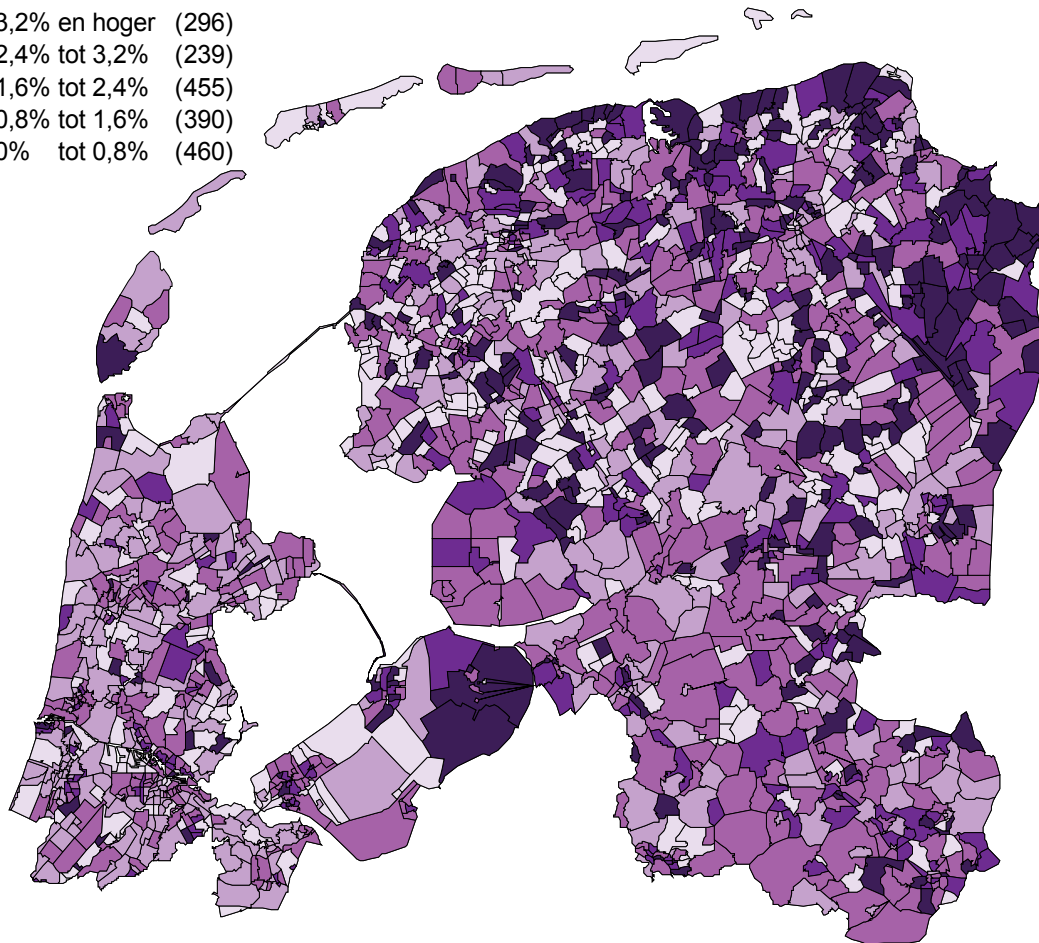 3,2% en hoger (296)
2,4% tot 3,2% (239)
1,6% tot 2,4% (455)
0,8% tot 1,6% (390)
0% tot 0,8% (460)